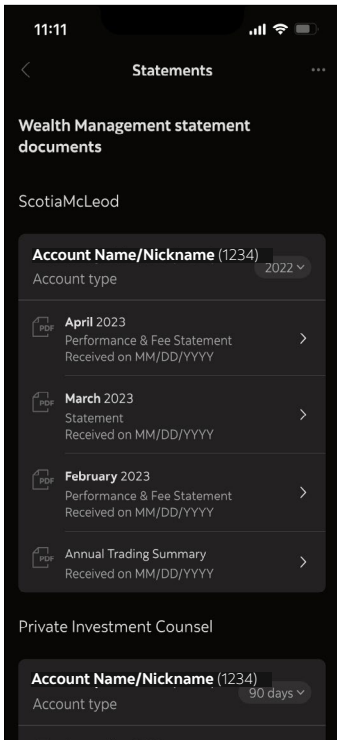 11:11
Statements
Wealth Management statement
documents
ScotiaMcLeod
Account Name/Nickname (1234)
2022
Account type
PDF
April 2023
Performance & Fee Statement
Received on MM/DD/YYYY
PDF
March 2023
Statement
Received on MM/DD/YYYY
PDF
February 2023
Performance & Fee Statement
Received on MM/DD/YYYY
PDF
Annual Trading Summary
Received on MM/DD/YYYY
Private Investment Counsel
Account Name/Nickname (1234)
90 days
Account type